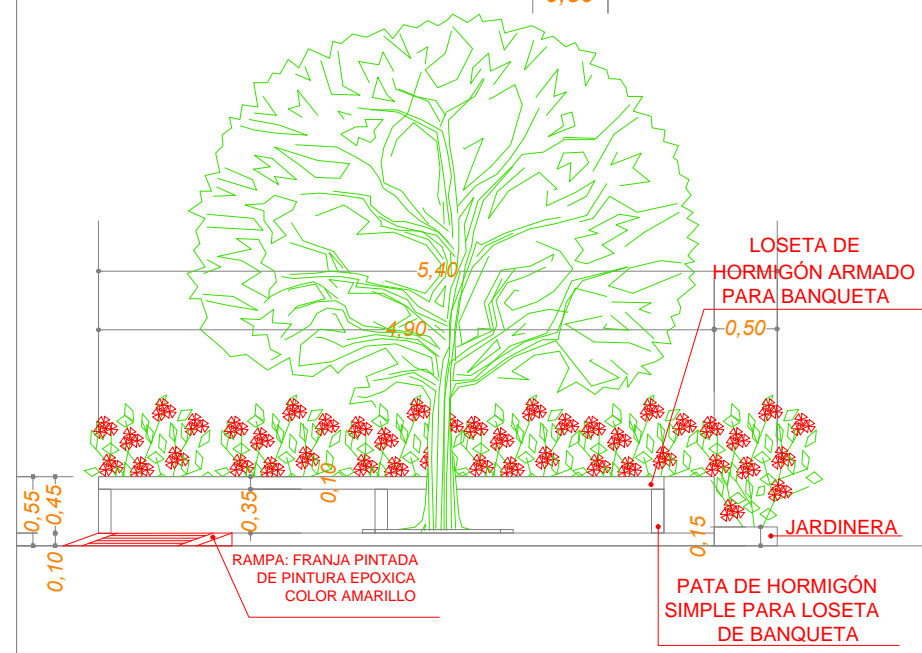 LOSETA DE
HORMIGÓN ARMADO
PARA BANQUETA
5,40
4,90
0,50
0,10
0,55
0,45
0,35
0,10
0,15
JARDINERA
RAMPA: FRANJA PINTADA
DE PINTURA EPOXICA
COLOR AMARILLO
PATA DE HORMIGÓN
SIMPLE PARA LOSETA
DE BANQUETA